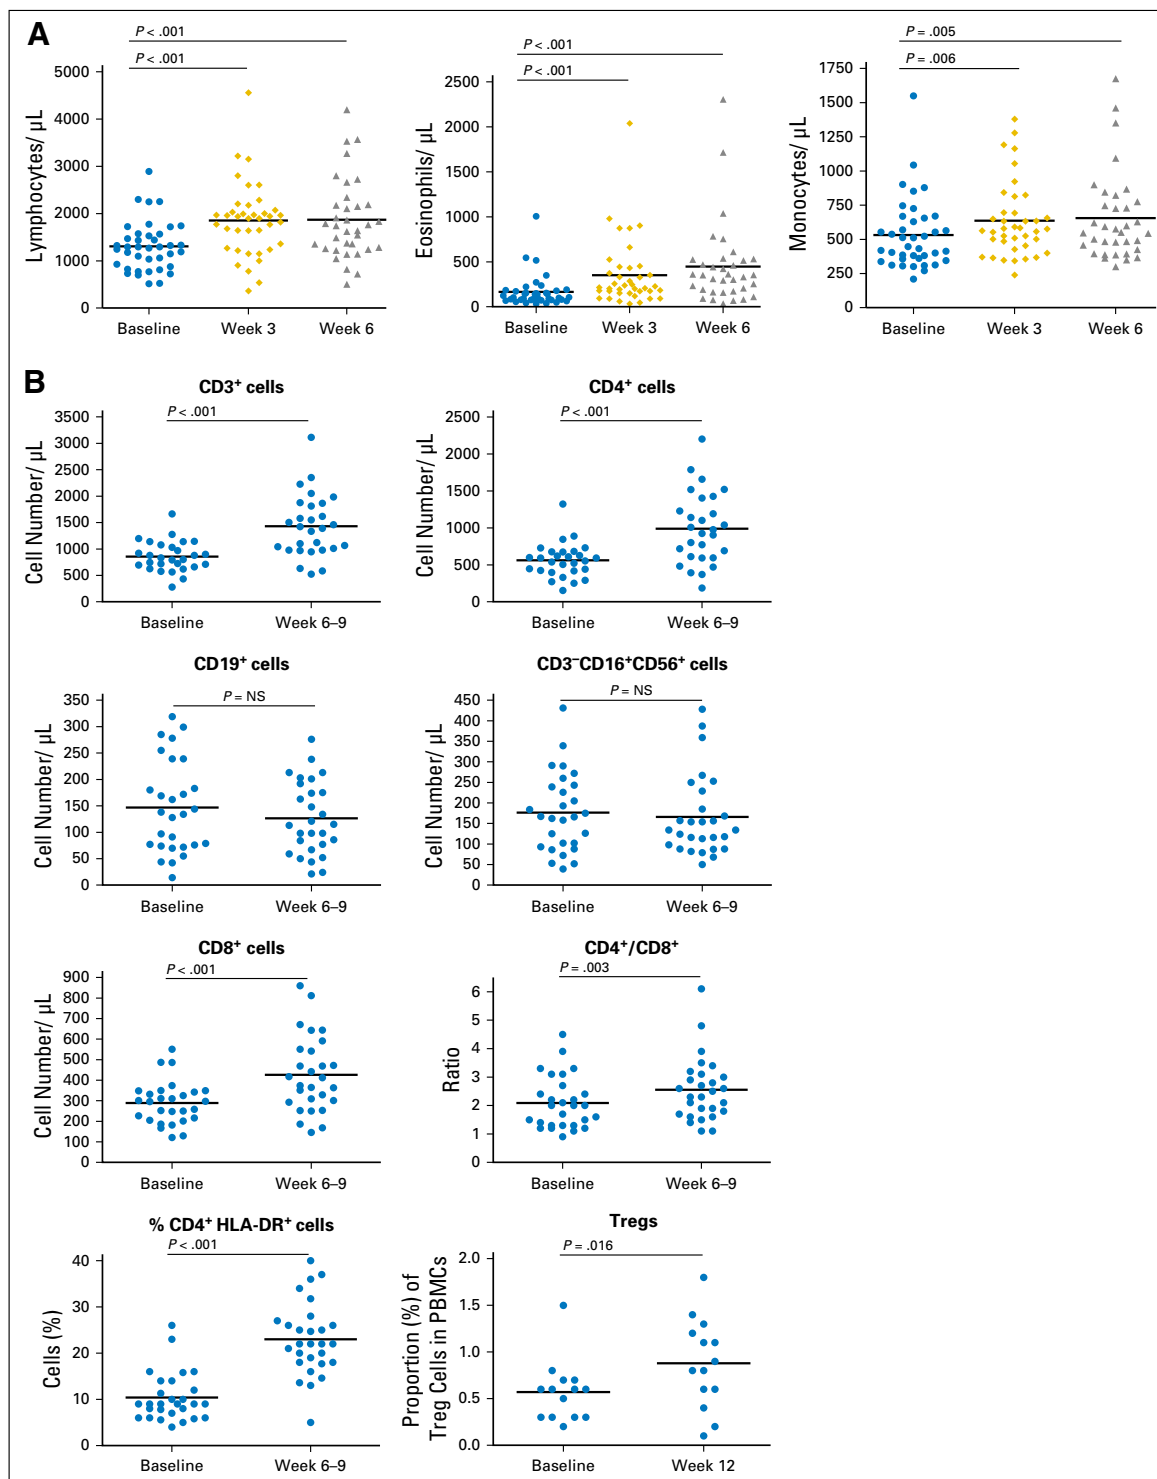 A
P < .001
P < .001
Lymphocytes/ µL
5000
4000
3000
2000
1000
0
Baseline
Week 3
Week 6
P < .001
P < .001
Eosinophils/ µL
2500
2000
1500
1000
500
0
Baseline
Week 3
Week 6
P = .005
P = .006
Monocytes/ µL
1750
1500
1250
1000
750
500
250
0
Baseline
Week 3
Week 6
B
CD3⁺ cells
P < .001
Cell Number/ µL
3500
3000
2500
2000
1500
1000
500
0
Baseline
Week 6–9
CD4⁺ cells
P < .001
Cell Number/ µL
2500
2000
1500
1000
500
0
Baseline
Week 6–9
CD19⁺ cells
P = NS
Cell Number/ µL
350
300
250
200
150
100
50
0
Baseline
Week 6–9
CD3⁻CD16⁺CD56⁺ cells
P = NS
Cell Number/ µL
450
400
350
300
250
200
150
100
50
0
Baseline
Week 6–9
CD8⁺ cells
P < .001
Cell Number/ µL
900
800
700
600
500
400
300
200
100
0
Baseline
Week 6–9
CD4⁺/CD8⁺
P = .003
Ratio
6
5
4
3
2
1
0
Baseline
Week 6–9
% CD4⁺ HLA-DR⁺ cells
P < .001
Cells (%)
40
30
20
10
0
Baseline
Week 6–9
Tregs
P = .016
Proportion (%) of
Treg Cells in PBMCs
2.0
1.5
1.0
0.5
0.0
Baseline
Week 12